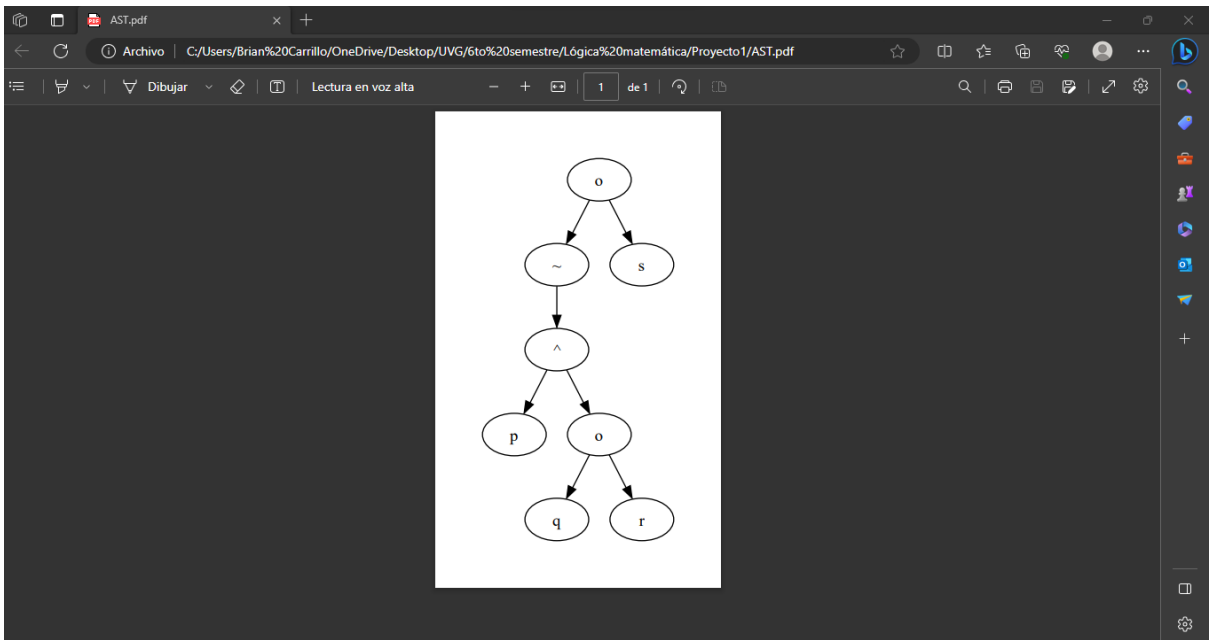 AST.pdf
Archivo C:/Users/Brian%20Carrillo/OneDrive/Desktop/UVG/6to%20semestre/Lógica%20matemática/Proyecto1/AST.pdf
Dibujar Lectura en voz alta 1 de 1
o
~ s
^
p o
q r